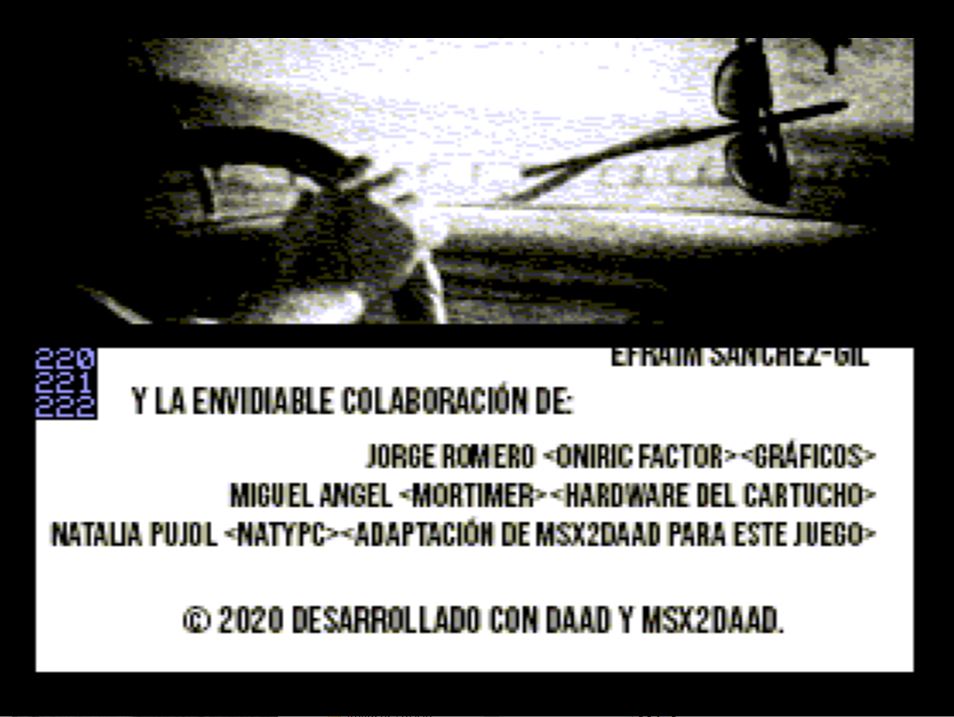 220
221
222
EFRAIM SANCHEZ-GIL
Y LA ENVIDIABLE COLABORACIÓN DE:
JORGE ROMERO <ONIRIC FACTOR><GRÁFICOS>
MIGUEL ANGEL <MORTIMER><HARDWARE DEL CARTUCHO>
NATALIA PUJOL <NATYPC><ADAPTACIÓN DE MSX2DAAD PARA ESTE JUEGO>
© 2020 DESARROLLADO CON DAAD Y MSX2DAAD.